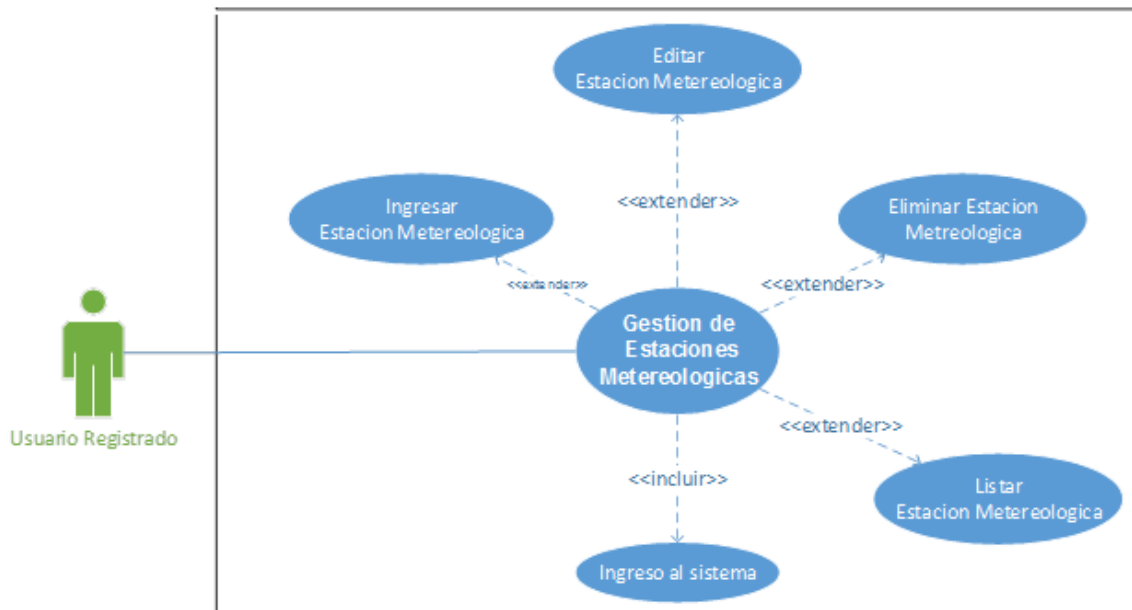 Editar
Estacion Metereologica
Ingresar
Estacion Metereologica
<<extender>>
Eliminar Estacion
Metreologica
<<extender>>
<<extender>>
Gestion de
Estaciones
Metereologicas
Usuario Registrado
<<extender>>
<<incluir>>
Listar
Estacion Metereologica
Ingreso al sistema